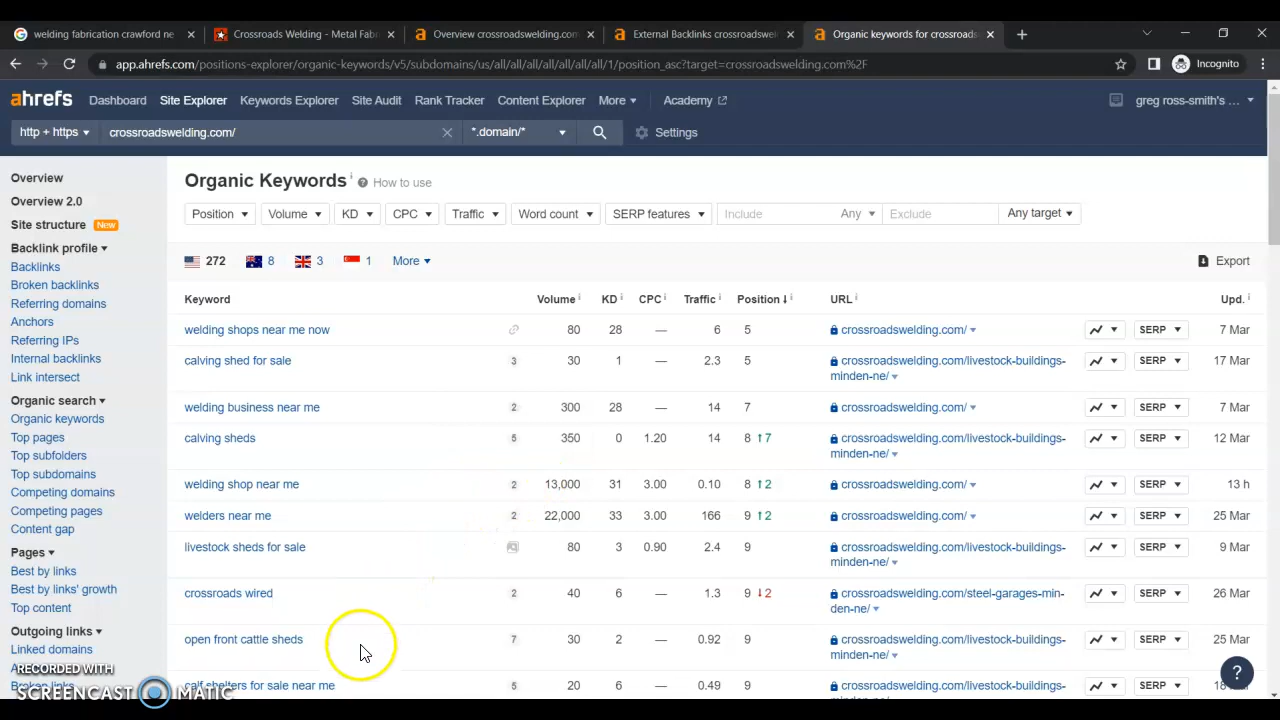 welding fabrication crawford ne
Crossroads Welding - Metal Fabr
Overview crossroadswelding.com
External Backlinks crossroadswel
Organic keywords for crossroads
app.ahrefs.com/positions-explorer/organic-keywords/v5/subdomains/us/all/all/all/all/all/all/all/1/position_asc?target=crossroadswelding.com%2F
Incognito
ahrefs Dashboard Site Explorer Keywords Explorer Site Audit Rank Tracker Content Explorer More Academy greg ross-smith's ...
http + https crossroadswelding.com/ *.domain/* Settings
Overview
Overview 2.0
Site structure New
Backlink profile
Backlinks
Broken backlinks
Referring domains
Anchors
Referring IPs
Internal backlinks
Link intersect
Organic search
Organic keywords
Top pages
Top subfolders
Top subdomains
Competing domains
Competing pages
Content gap
Pages
Best by links
Best by links' growth
Top content
Outgoing links
Linked domains
Broken links
Organic Keywords How to use
Position Volume KD CPC Traffic Word count SERP features Include Any Exclude Any target
272 8 3 1 More Export
Keyword Volume KD CPC Traffic Position URL Upd.
welding shops near me now 80 28 — 6 5 crossroadswelding.com/ SERP 7 Mar
calving shed for sale 3 30 1 — 2.3 5 crossroadswelding.com/livestock-buildings- SERP 17 Mar
minden-ne/
welding business near me 2 300 28 — 14 7 crossroadswelding.com/ SERP 7 Mar
calving sheds 5 350 0 1.20 14 8 ↑7 crossroadswelding.com/livestock-buildings- SERP 12 Mar
minden-ne/
welding shop near me 2 13,000 31 3.00 0.10 8 ↑2 crossroadswelding.com/ SERP 13 h
welders near me 2 22,000 33 3.00 166 9 ↑2 crossroadswelding.com/ SERP 25 Mar
livestock sheds for sale 80 3 0.90 2.4 9 crossroadswelding.com/livestock-buildings- SERP 9 Mar
minden-ne/
crossroads wired 2 40 6 — 1.3 9 ↓2 crossroadswelding.com/steel-garages-min- SERP 26 Mar
den-ne/
open front cattle sheds 7 30 2 — 0.92 9 crossroadswelding.com/livestock-buildings- SERP 25 Mar
minden-ne/
calf shelters for sale near me 5 20 6 — 0.49 9 crossroadswelding.com/livestock-buildings- SERP
?
RECORDED WITH
SCREENCAST MATIC